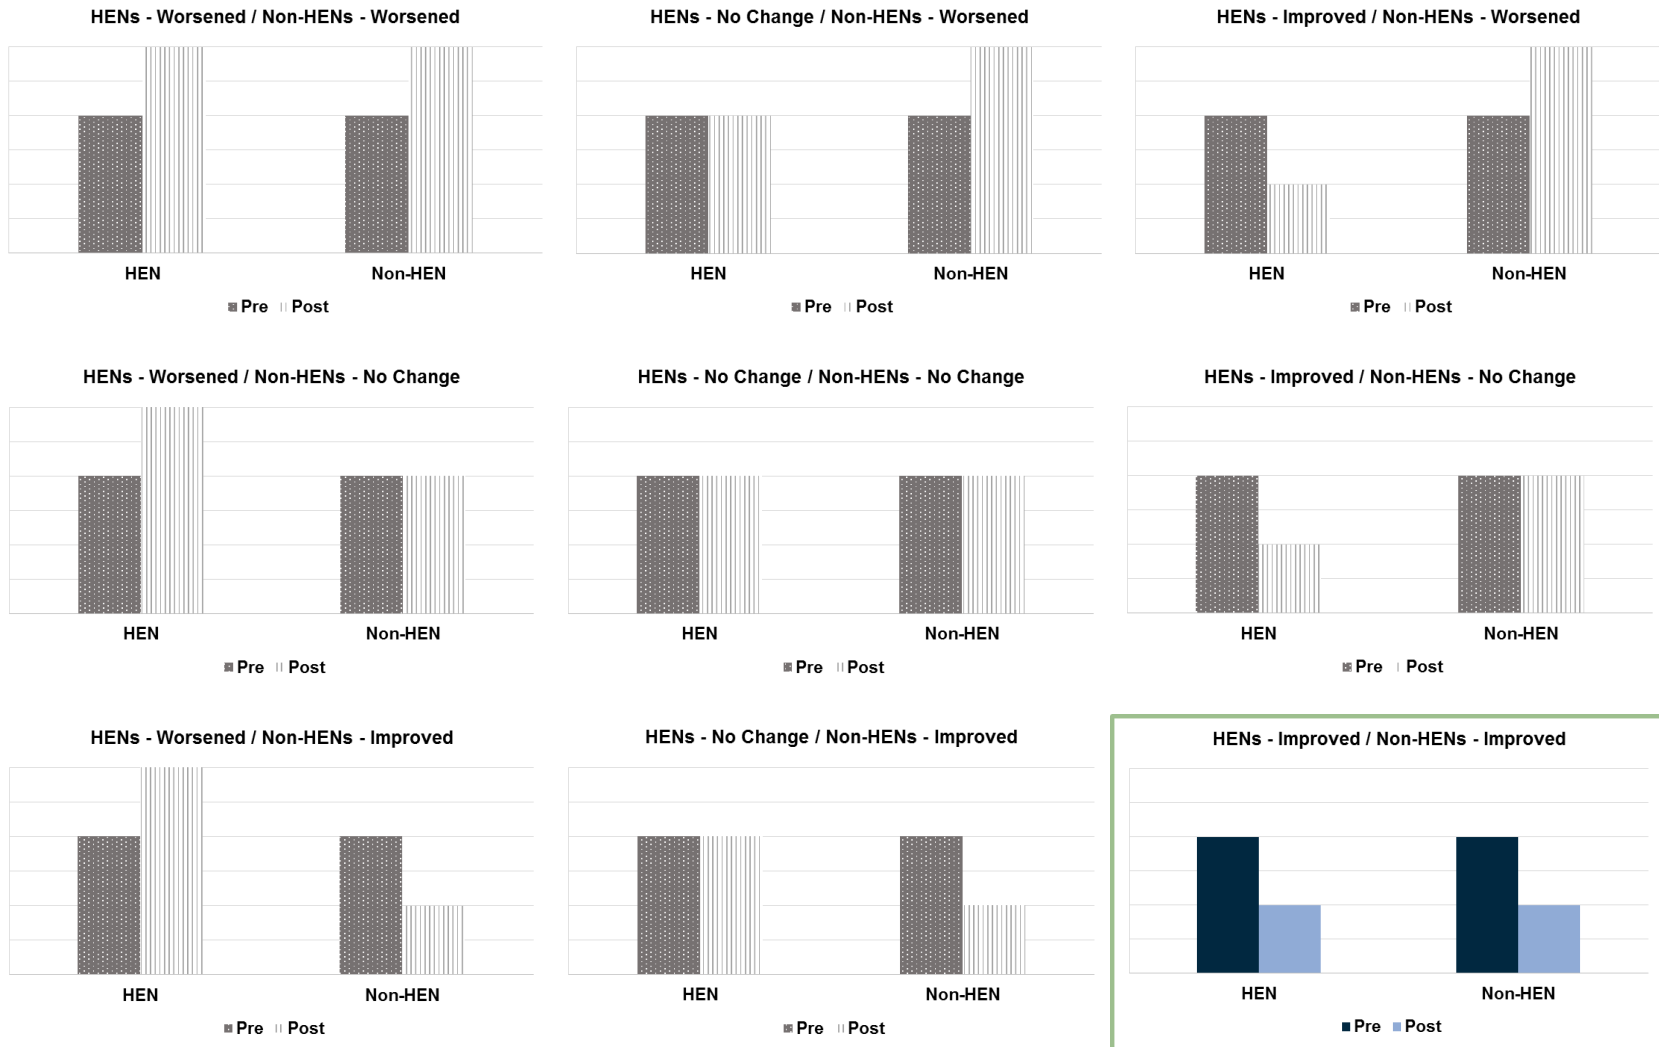 HENs - Worsened / Non-HENs - Worsened
HEN
Non-HEN
Pre
Post
HENs - No Change / Non-HENs - Worsened
HEN
Non-HEN
Pre
Post
HENs - Improved / Non-HENs - Worsened
HEN
Non-HEN
Pre
Post
HENs - Worsened / Non-HENs - No Change
HEN
Non-HEN
Pre
Post
HENs - No Change / Non-HENs - No Change
HEN
Non-HEN
Pre
Post
HENs - Improved / Non-HENs - No Change
HEN
Non-HEN
Pre
Post
HENs - Worsened / Non-HENs - Improved
HEN
Non-HEN
Pre
Post
HENs - No Change / Non-HENs - Improved
HEN
Non-HEN
Pre
Post
HENs - Improved / Non-HENs - Improved
HEN
Non-HEN
Pre
Post